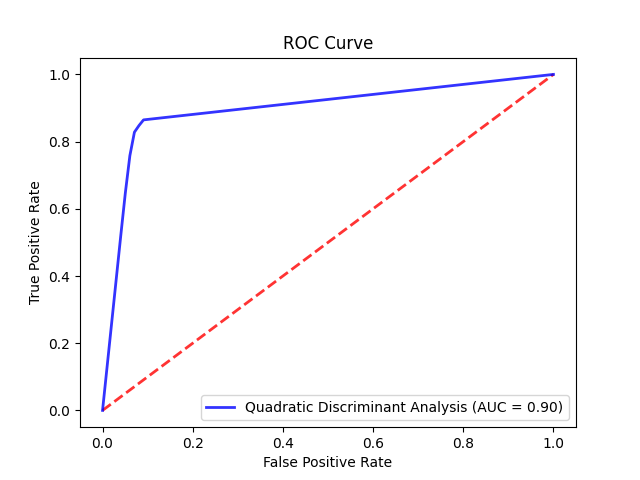 ROC Curve
True Positive Rate
1.0
0.8
0.6
0.4
0.2
0.0
Quadratic Discriminant Analysis (AUC = 0.90)
0.0 0.2 0.4 0.6 0.8 1.0
False Positive Rate